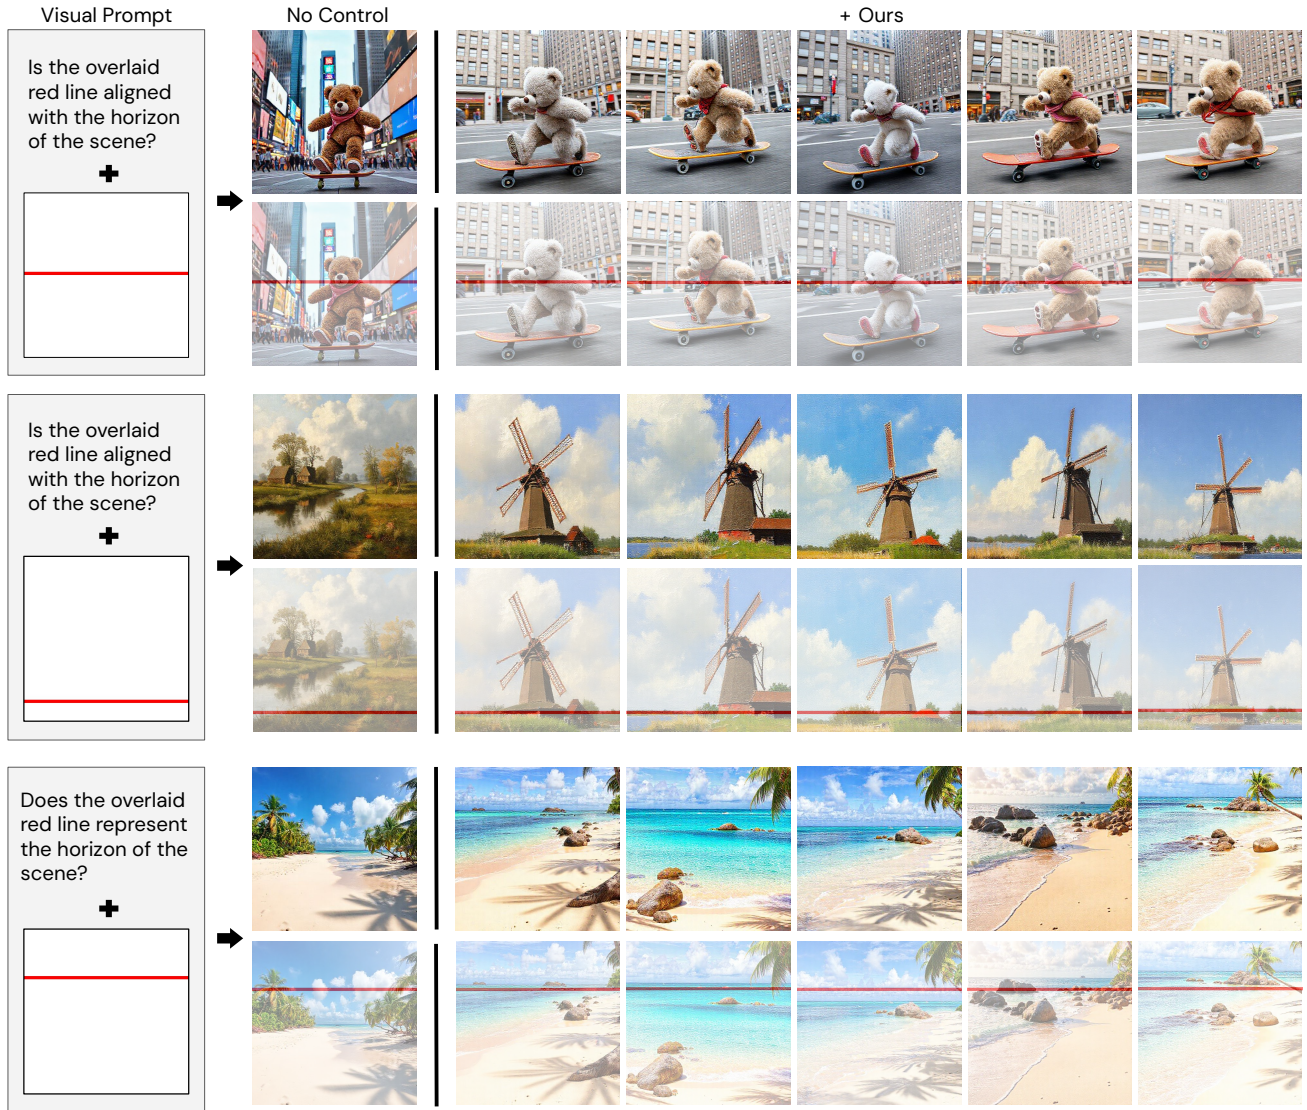 Visual Prompt
No Control
+ Ours
Is the overlaid
red line aligned
with the horizon
of the scene?
Is the overlaid
red line aligned
with the horizon
of the scene?
Does the overlaid
red line represent
the horizon of the
scene?